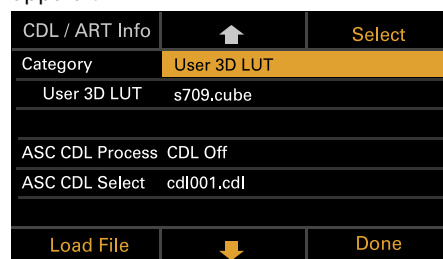 CDL / ART Info
Select
Category
User 3D LUT
User 3D LUT
s709.cube
ASC CDL Process
CDL Off
ASC CDL Select
cdl001.cdl
Load File
Done